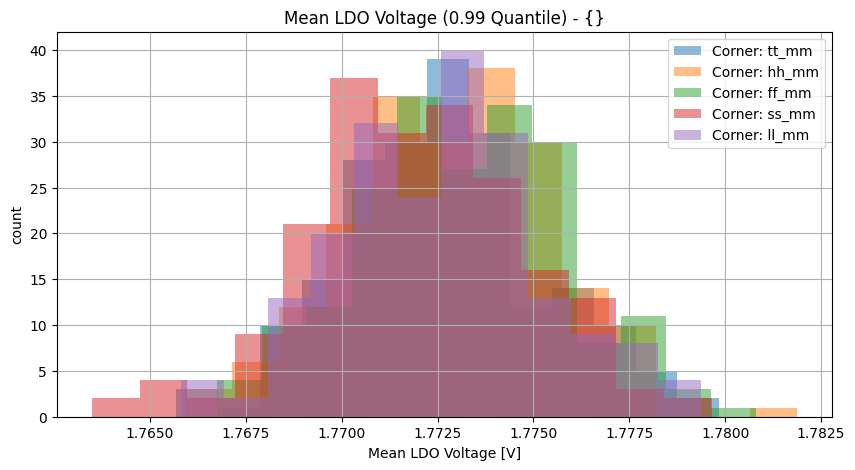 Mean LDO Voltage (0.99 Quantile) - {}
Corner: tt_mm
Corner: hh_mm
Corner: ff_mm
Corner: ss_mm
Corner: ll_mm
40
35
30
25
20
15
10
5
0
count
1.7650 1.7675 1.7700 1.7725 1.7750 1.7775 1.7800 1.7825
Mean LDO Voltage [V]